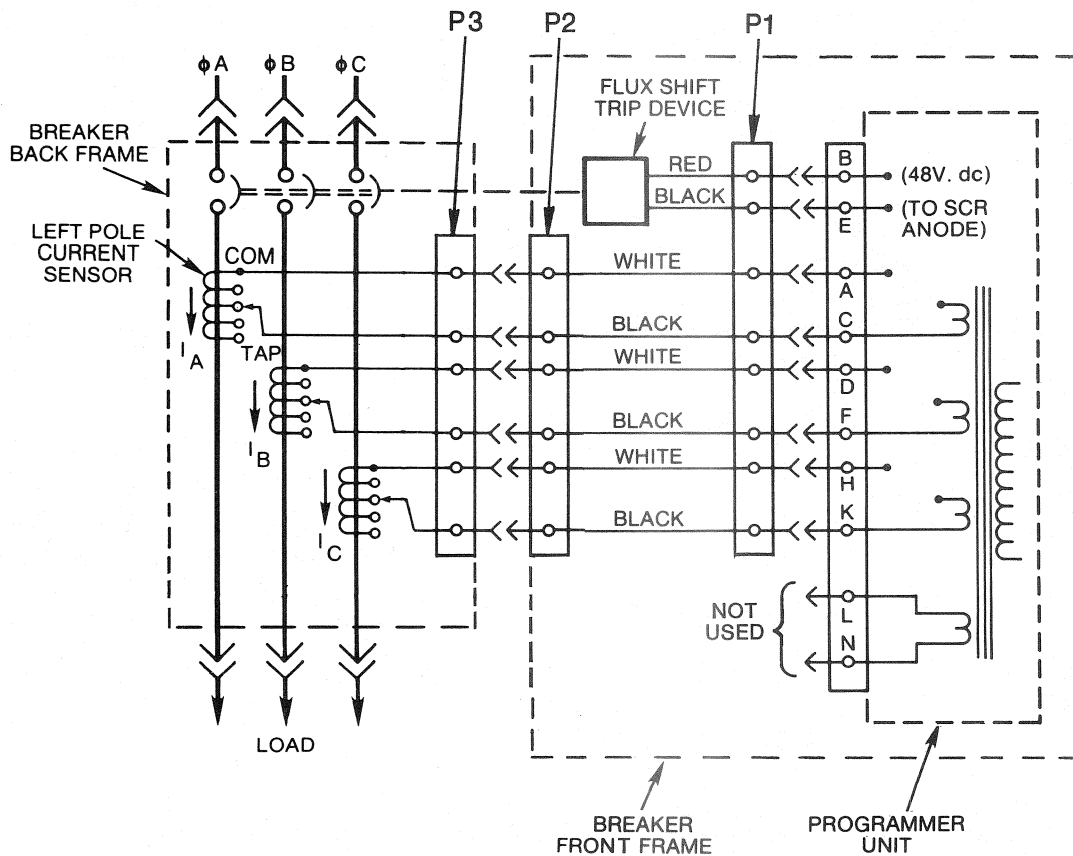 P3
P2
P1
ϕA
ϕB
ϕC
FLUX SHIFT
TRIP DEVICE
BREAKER
BACK FRAME
RED
B
(48V. dc)
BLACK
E
(TO SCR
ANODE)
LEFT POLE
CURRENT
SENSOR
COM
WHITE
A
C
BLACK
I A
TAP
WHITE
D
F
BLACK
I B
WHITE
H
K
BLACK
I C
NOT
USED
L
N
LOAD
BREAKER
FRONT FRAME
PROGRAMMER
UNIT